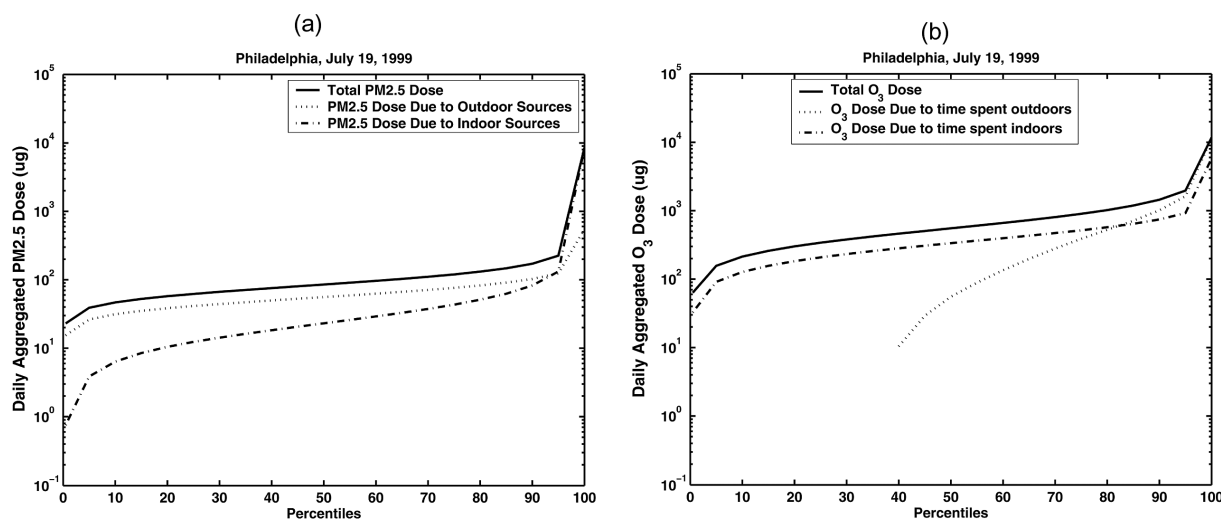 (a)
Philadelphia, July 19, 1999
Total PM2.5 Dose
PM2.5 Dose Due to Outdoor Sources
PM2.5 Dose Due to Indoor Sources
Daily Aggregated PM2.5 Dose (ug)
10^5
10^4
10^3
10^2
10^1
10^0
10^−1
0 10 20 30 40 50 60 70 80 90 100
Percentiles
(b)
Philadelphia, July 19, 1999
Total O3 Dose
O3 Dose Due to time spent outdoors
O3 Dose Due to time spent indoors
Daily Aggregated O3 Dose (ug)
10^5
10^4
10^3
10^2
10^1
10^0
10^−1
0 10 20 30 40 50 60 70 80 90 100
Percentiles